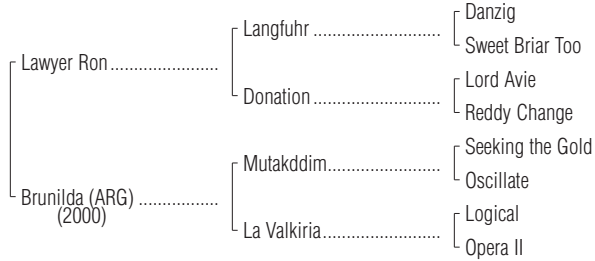 Danzig
Langfuhr ........................
Sweet Briar Too
Lawyer Ron ........................
Lord Avie
Donation ........................
Reddy Change
Seeking the Gold
Mutakddim........................
Oscillate
Brunilda (ARG) ..................
(2000)
Logical
La Valkiria........................
Opera II